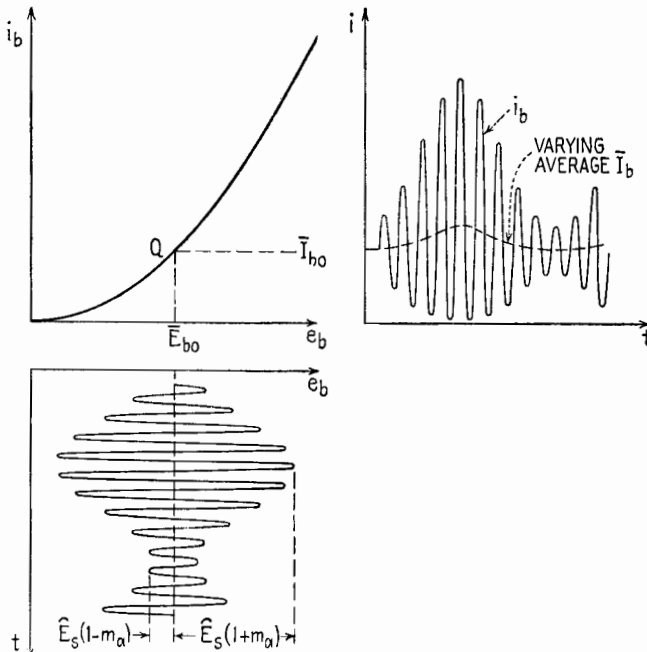 i_b
Q
Ī_bo
Ē_bo
e_b
i
i_b
VARYING
AVERAGE Ī_b
t
e_b
Ê_s(1-m_a)
Ê_s(1+m_a)
t